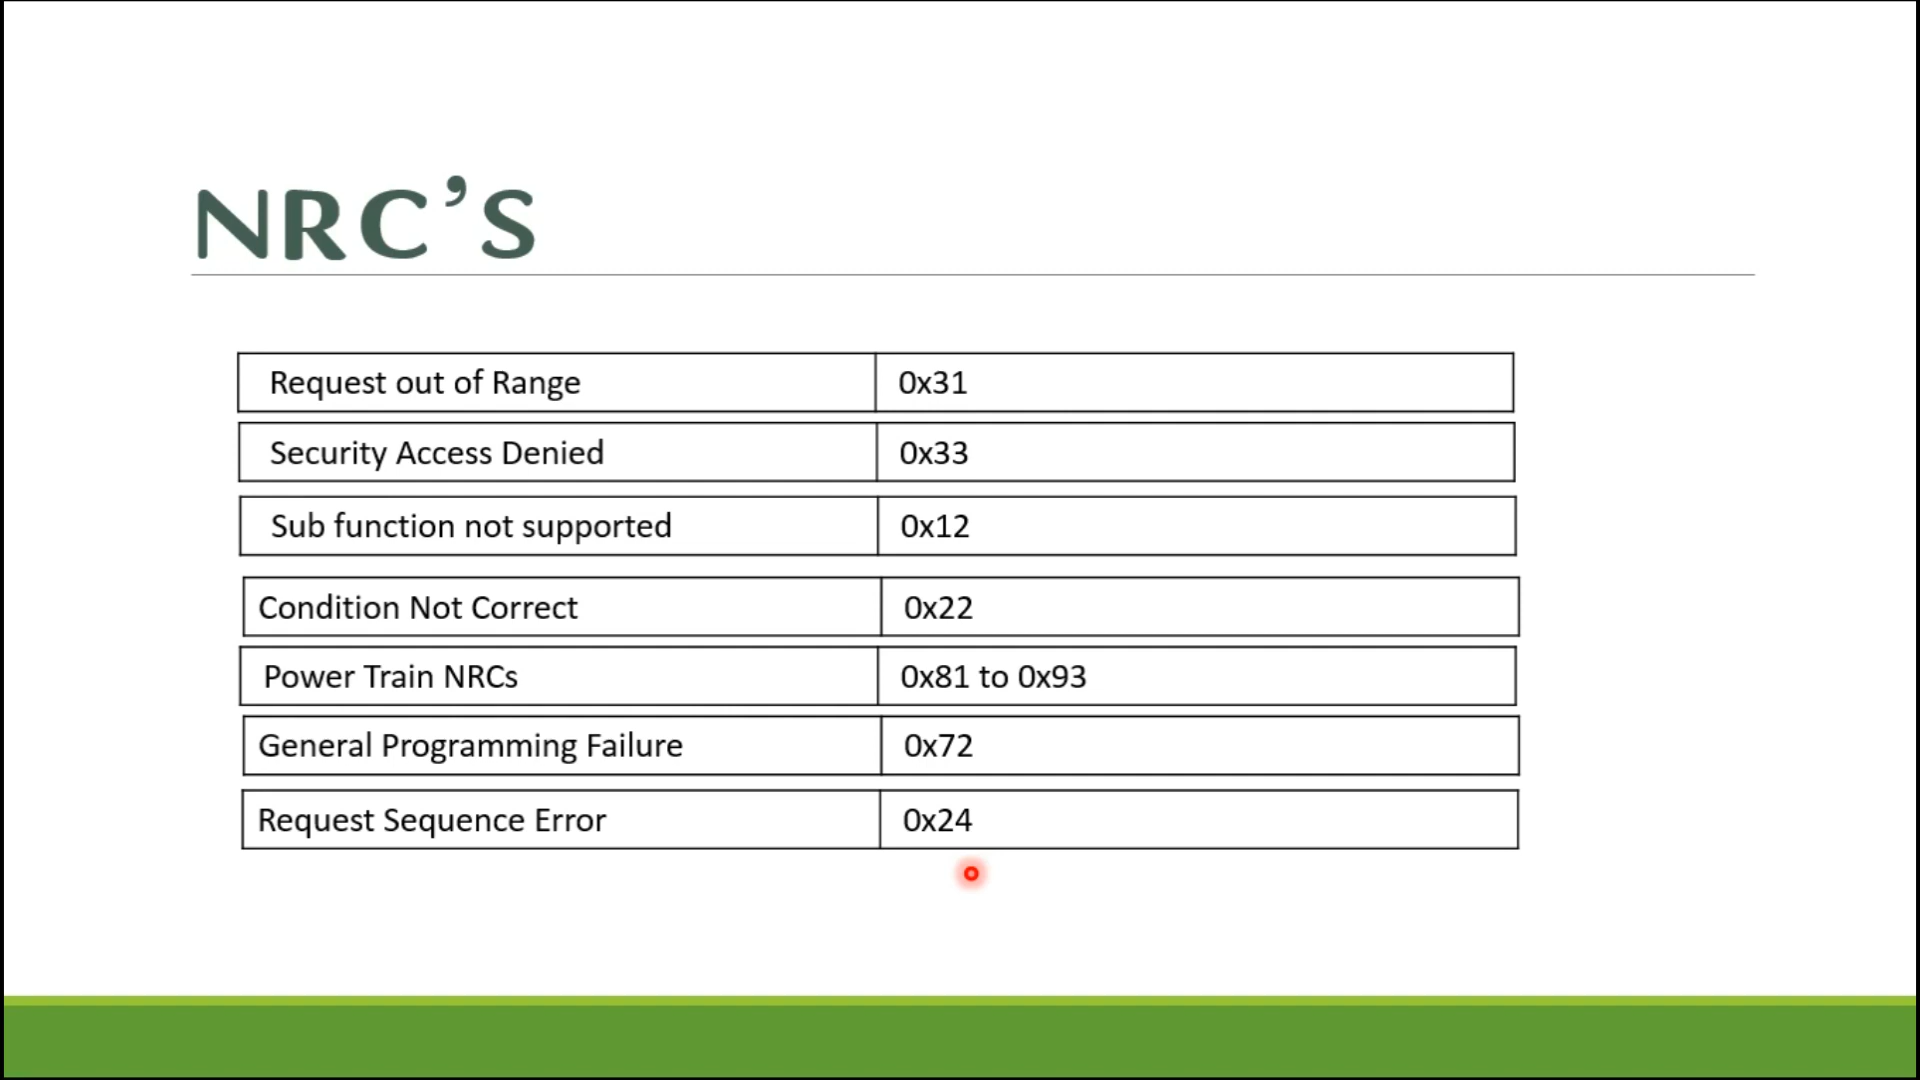 NRC’S
Request out of Range 0x31
Security Access Denied 0x33
Sub function not supported 0x12
Condition Not Correct 0x22
Power Train NRCs 0x81 to 0x93
General Programming Failure 0x72
Request Sequence Error 0x24